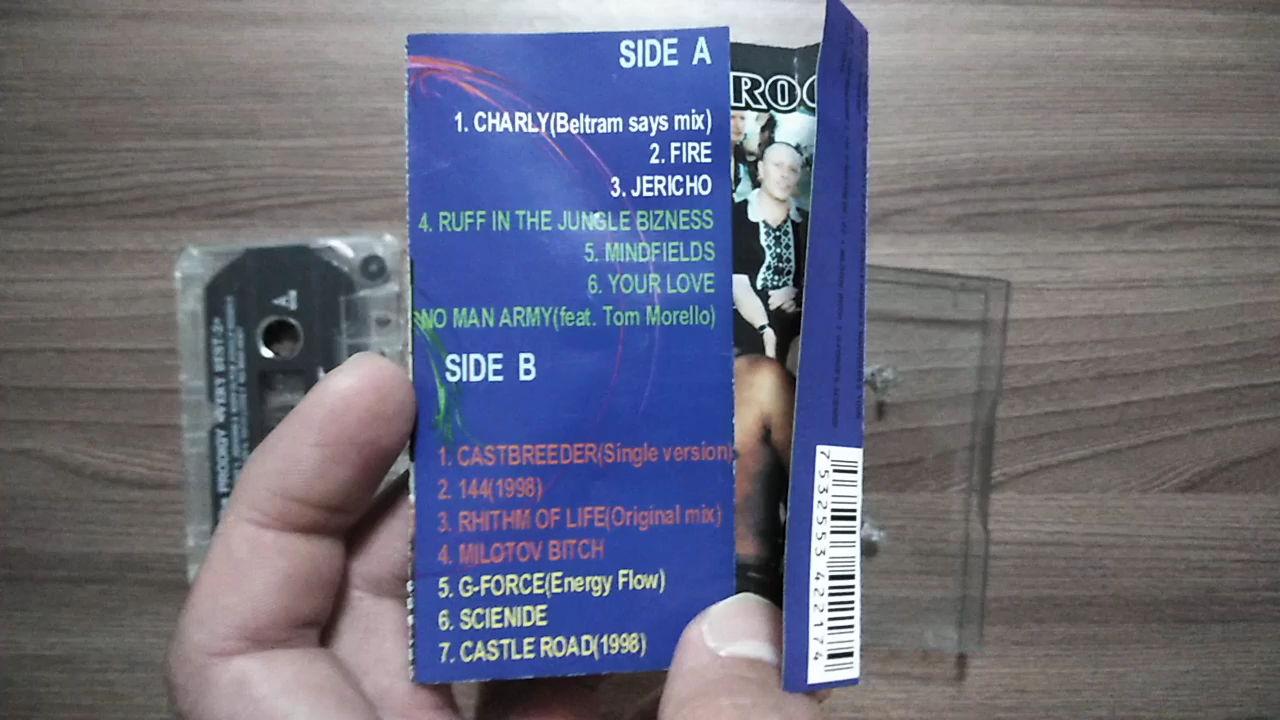 SIDE A
1. CHARLY(Beltram says mix)
2. FIRE
3. JERICHO
4. RUFF IN THE JUNGLE BIZNESS
5. MINDFIELDS
6. YOUR LOVE
NO MAN ARMY(feat. Tom Morello)
SIDE B
1. CASTBREEDER(Single version)
2. 144(1998)
3. RHITHM OF LIFE(Original mix)
4. MILOTOV BITCH
5. G-FORCE(Energy Flow)
6. SCIENIDE
7. CASTLE ROAD(1998)
ROC
7532553422174
A
PRODIGY "VERY BEST-2"